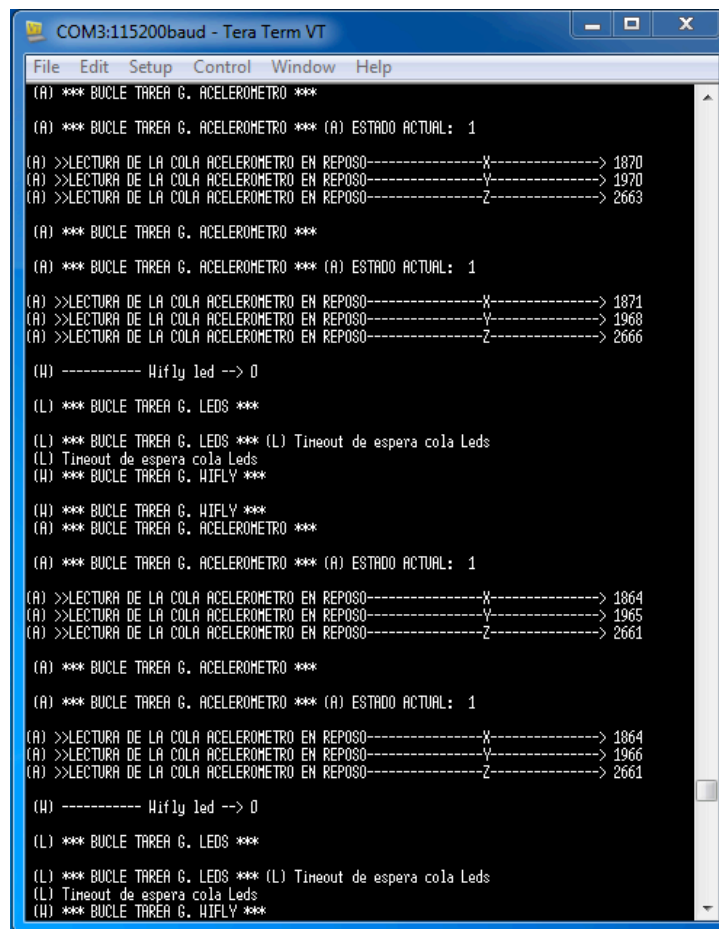 COM3:115200baud - Tera Term VT
File Edit Setup Control Window Help
(A) *** BUCLE TAREA G. ACELEROMETRO ***
(A) *** BUCLE TAREA G. ACELEROMETRO *** (A) ESTADO ACTUAL: 1
(A) >>LECTURA DE LA COLA ACELEROMETRO EN REPOSO----------------X---------------> 1870
(A) >>LECTURA DE LA COLA ACELEROMETRO EN REPOSO----------------Y---------------> 1970
(A) >>LECTURA DE LA COLA ACELEROMETRO EN REPOSO----------------Z---------------> 2663
(A) *** BUCLE TAREA G. ACELEROMETRO ***
(A) *** BUCLE TAREA G. ACELEROMETRO *** (A) ESTADO ACTUAL: 1
(A) >>LECTURA DE LA COLA ACELEROMETRO EN REPOSO----------------X---------------> 1871
(A) >>LECTURA DE LA COLA ACELEROMETRO EN REPOSO----------------Y---------------> 1968
(A) >>LECTURA DE LA COLA ACELEROMETRO EN REPOSO----------------Z---------------> 2666
(W) ----------- Wifly led --> 0
(L) *** BUCLE TAREA G. LEDS ***
(L) *** BUCLE TAREA G. LEDS *** (L) Timeout de espera cola Leds
(L) Timeout de espera cola Leds
(W) *** BUCLE TAREA G. WIFLY ***
(W) *** BUCLE TAREA G. WIFLY ***
(A) *** BUCLE TAREA G. ACELEROMETRO ***
(A) *** BUCLE TAREA G. ACELEROMETRO *** (A) ESTADO ACTUAL: 1
(A) >>LECTURA DE LA COLA ACELEROMETRO EN REPOSO----------------X---------------> 1864
(A) >>LECTURA DE LA COLA ACELEROMETRO EN REPOSO----------------Y---------------> 1965
(A) >>LECTURA DE LA COLA ACELEROMETRO EN REPOSO----------------Z---------------> 2661
(A) *** BUCLE TAREA G. ACELEROMETRO ***
(A) *** BUCLE TAREA G. ACELEROMETRO *** (A) ESTADO ACTUAL: 1
(A) >>LECTURA DE LA COLA ACELEROMETRO EN REPOSO----------------X---------------> 1864
(A) >>LECTURA DE LA COLA ACELEROMETRO EN REPOSO----------------Y---------------> 1966
(A) >>LECTURA DE LA COLA ACELEROMETRO EN REPOSO----------------Z---------------> 2661
(W) ----------- Wifly led --> 0
(L) *** BUCLE TAREA G. LEDS ***
(L) *** BUCLE TAREA G. LEDS *** (L) Timeout de espera cola Leds
(L) Timeout de espera cola Leds
(W) *** BUCLE TAREA G. WIFLY ***